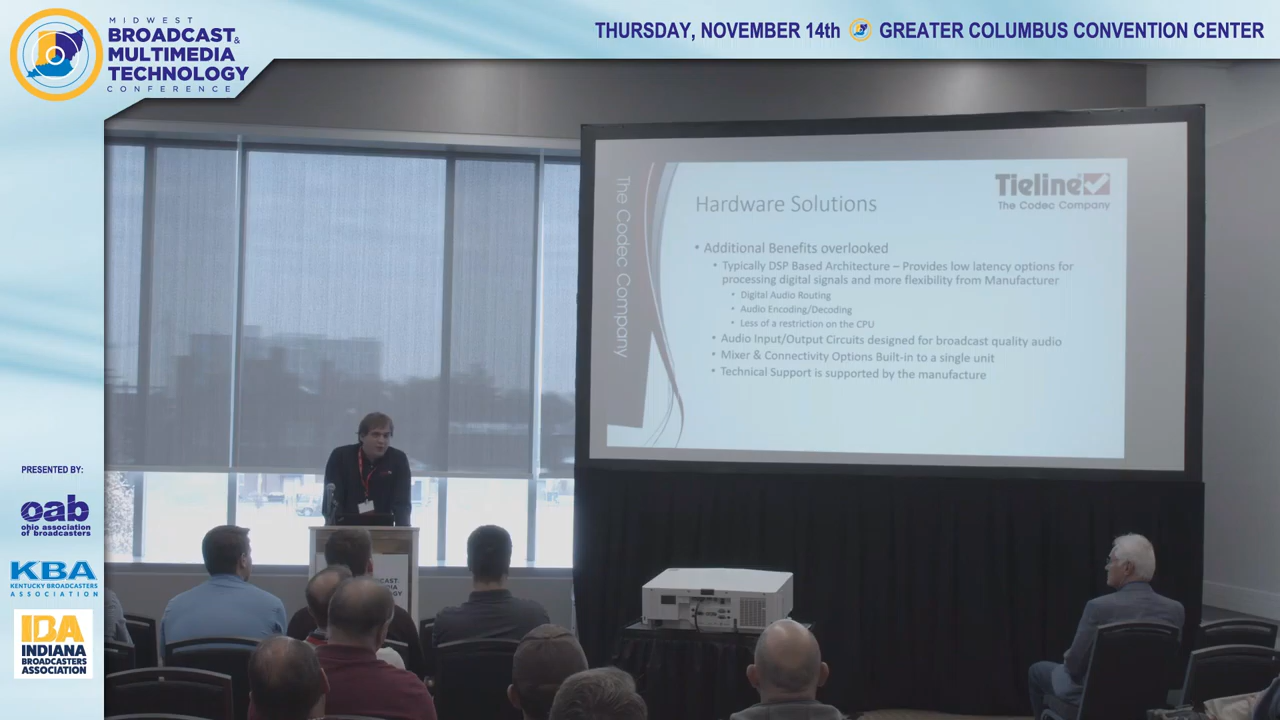 MIDWEST
BROADCAST &
MULTIMEDIA
TECHNOLOGY
CONFERENCE
THURSDAY, NOVEMBER 14th
GREATER COLUMBUS CONVENTION CENTER
The Codec Company
Tieline
The Codec Company
Hardware Solutions
• Additional Benefits overlooked
• Typically DSP Based Architecture – Provides low latency options for
processing digital signals and more flexibility from Manufacturer
• Digital Audio Routing
• Audio Encoding/Decoding
• Less of a restriction on the CPU
• Audio Input/Output Circuits designed for broadcast quality audio
• Mixer & Connectivity Options Built-in to a single unit
• Technical Support is supported by the manufacture
PRESENTED BY:
oab
ohio association
of broadcasters
KBA
KENTUCKY BROADCASTERS
ASSOCIATION
IBA
INDIANA
BROADCASTERS
ASSOCIATION